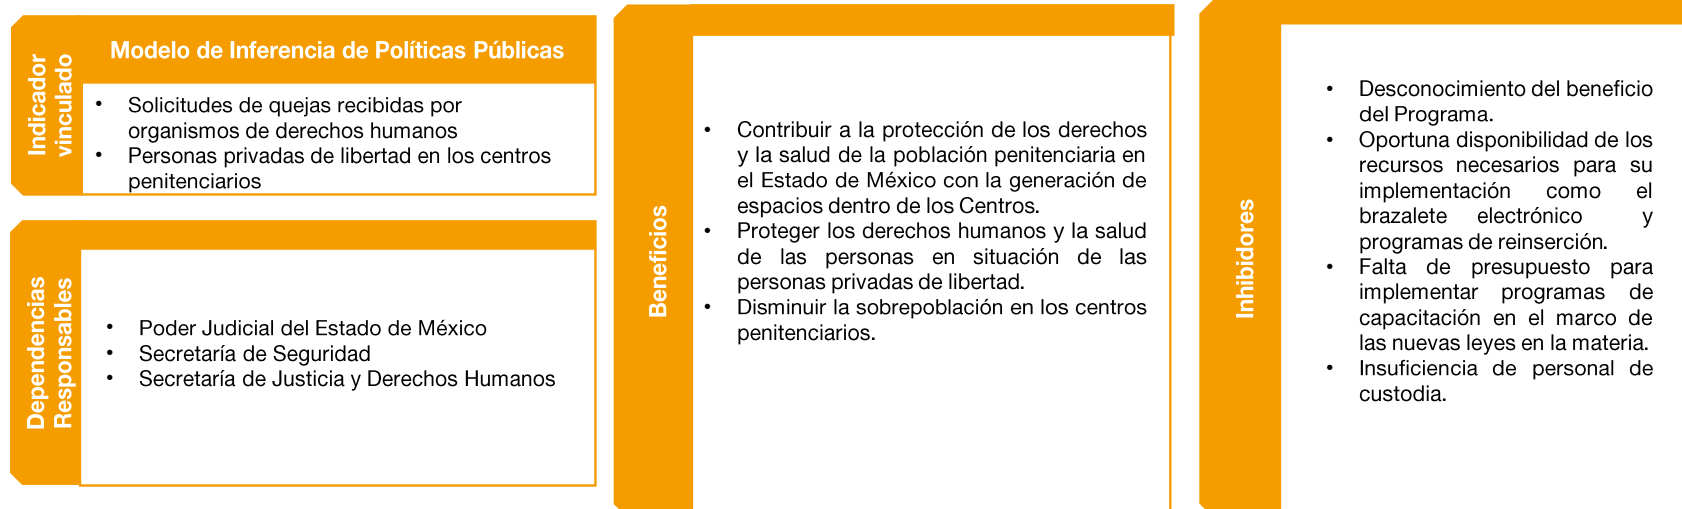 Indicador
vinculado
Modelo de Inferencia de Políticas Públicas
• Solicitudes de quejas recibidas por
organismos de derechos humanos
• Personas privadas de libertad en los centros
penitenciarios
Dependencias
Responsables
• Poder Judicial del Estado de México
• Secretaría de Seguridad
• Secretaría de Justicia y Derechos Humanos
Beneficios
• Contribuir a la protección de los derechos
y la salud de la población penitenciaria en
el Estado de México con la generación de
espacios dentro de los Centros.
• Proteger los derechos humanos y la salud
de las personas en situación de las
personas privadas de libertad.
• Disminuir la sobrepoblación en los centros
penitenciarios.
Inhibidores
• Desconocimiento del beneficio
del Programa.
• Oportuna disponibilidad de los
recursos necesarios para su
implementación como el
brazalete electrónico y
programas de reinserción.
• Falta de presupuesto para
implementar programas de
capacitación en el marco de
las nuevas leyes en la materia.
• Insuficiencia de personal de
custodia.